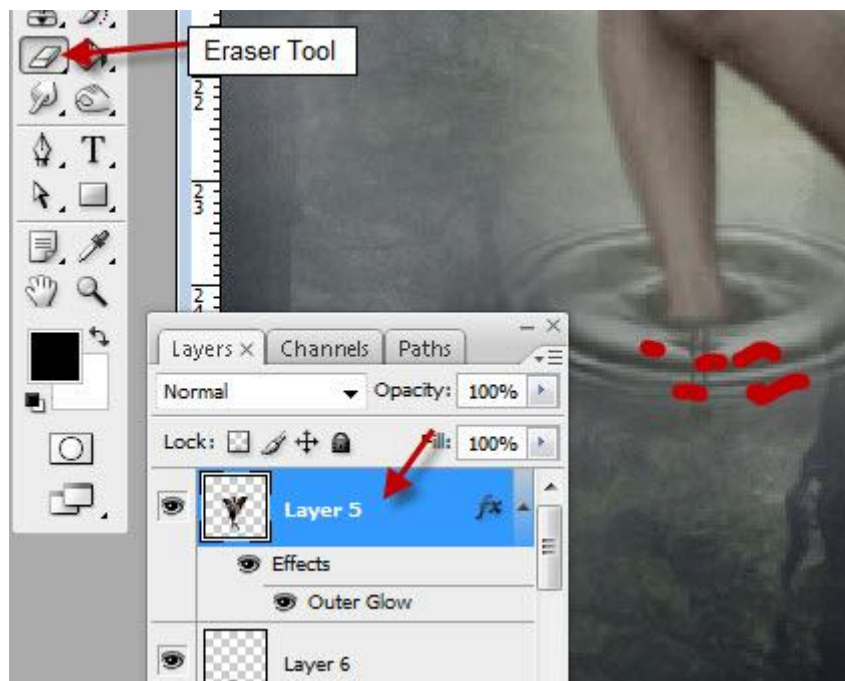 Eraser Tool
2
2
T
2
3
2
4
Layers × Channels Paths
Normal Opacity: 100%
Lock: Fill: 100%
Layer 5 fx
Effects
Outer Glow
Layer 6